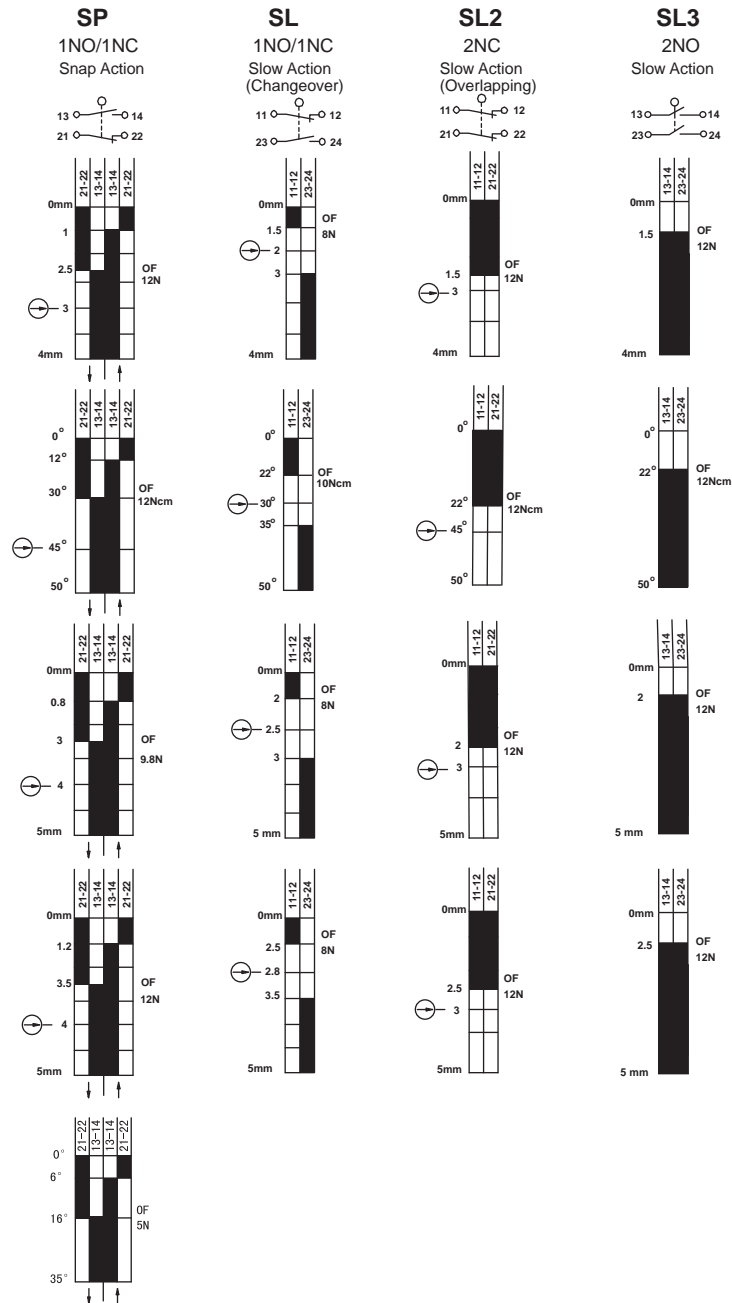 SP
1NO/1NC
Snap Action
13 14
21 22
21-22 13-14 13-14 21-22
0mm
1
2.5
OF
12N
3
4mm
21-22 13-14 13-14 21-22
0°
12°
30°
OF
12Ncm
45°
50°
21-22 13-14 13-14 21-22
0mm
0.8
3
OF
9.8N
4
5mm
21-22 13-14 13-14 21-22
0mm
1.2
3.5
OF
12N
4
5mm
21-22 13-14 13-14 21-22
0°
6°
16°
OF
5N
35°
SL
1NO/1NC
Slow Action
(Changeover)
11 12
23 24
11-12 23-24
0mm
OF
1.5
8N
2
3
4mm
11-12 23-24
0°
22°
OF
10Ncm
30°
35°
50°
11-12 23-24
0mm
OF
2
8N
2.5
3
5 mm
11-12 23-24
0mm
OF
2.5
8N
2.8
3.5
5mm
SL2
2NC
Slow Action
(Overlapping)
11 12
21 22
11-12 21-22
0mm
1.5
OF
12N
3
4mm
11-12 21-22
0°
22°
OF
12Ncm
45°
50°
11-12 21-22
0mm
2
OF
12N
3
5mm
11-12 21-22
0mm
2.5
OF
12N
3
5mm
SL3
2NO
Slow Action
13 14
23 24
13-14 23-24
0mm
1.5
OF
12N
4mm
13-14 23-24
0°
22°
OF
12Ncm
50°
13-14 23-24
0mm
2
OF
12N
5 mm
13-14 23-24
0mm
2.5
OF
12N
5 mm